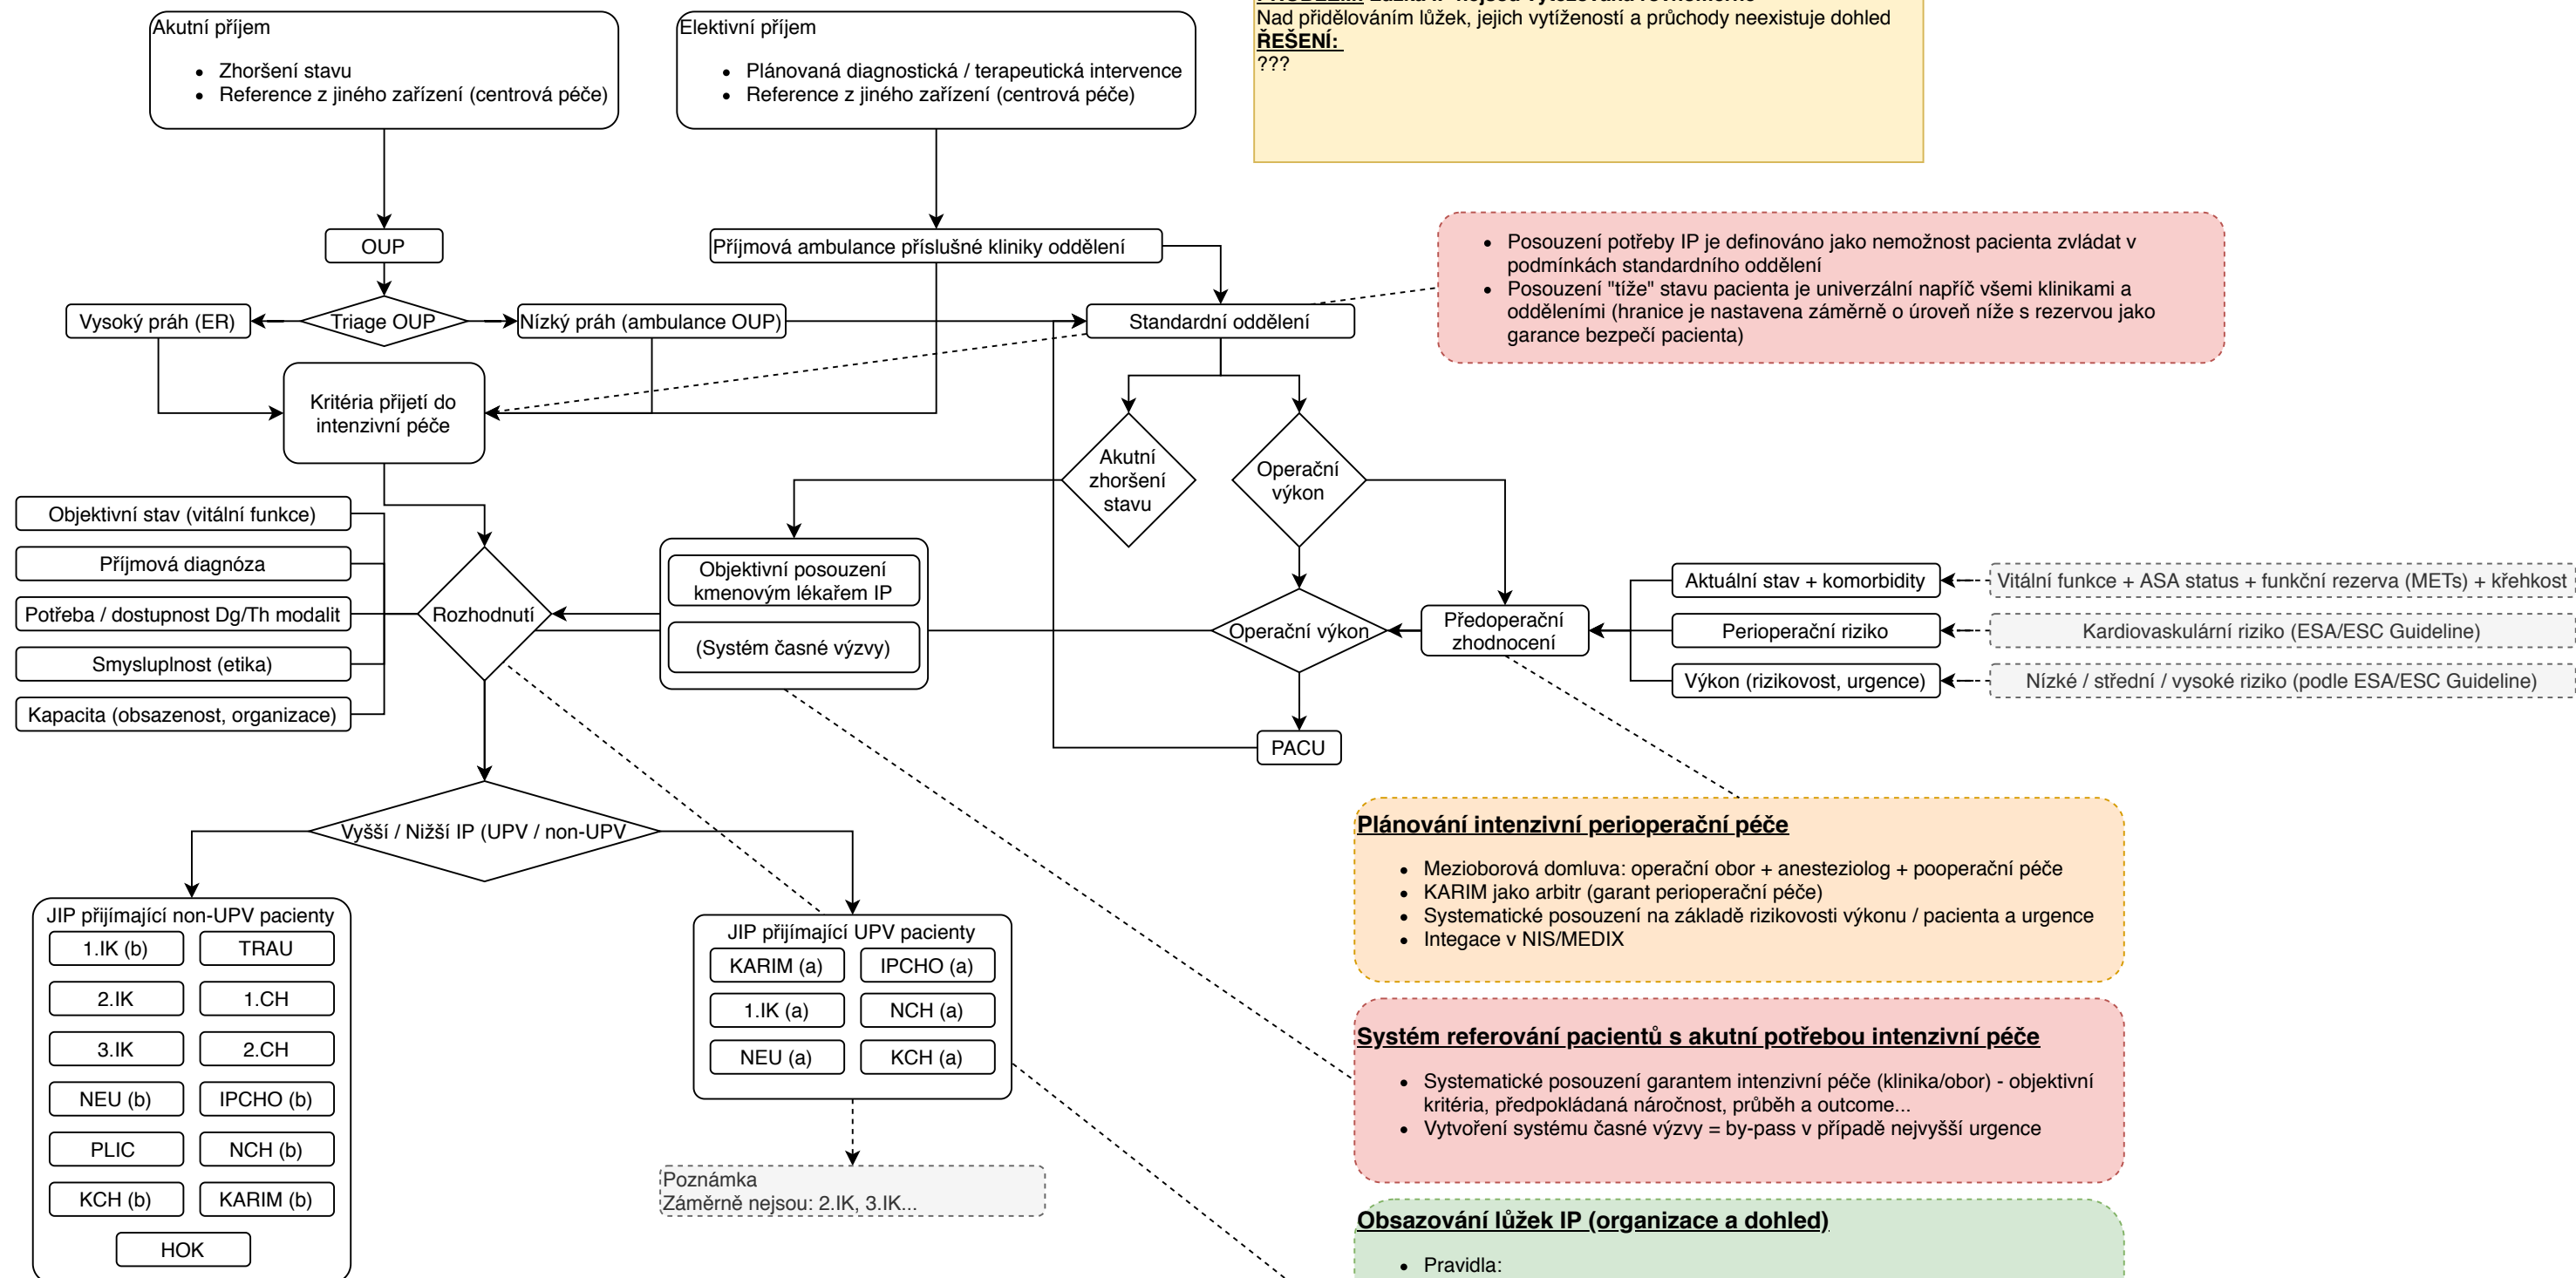 Nad přidělováním lůžek, jejich vytížeností a průchody neexistuje dohled
ŘEŠENÍ:
???
Akutní příjem
Zhoršení stavu
Reference z jiného zařízení (centrová péče)
Elektivní příjem
Plánovaná diagnostická / terapeutická intervence
Reference z jiného zařízení (centrová péče)
OUP
Příjmová ambulance příslušné kliniky oddělení
Posouzení potřeby IP je definováno jako nemožnost pacienta zvládat v
podmínkách standardního oddělení
Posouzení "tíže" stavu pacienta je univerzální napříč všemi klinikami a
odděleními (hranice je nastavena záměrně o úroveň níže s rezervou jako
garance bezpečí pacienta)
Vysoký práh (ER)
Triage OUP
Nízký práh (ambulance OUP)
Standardní oddělení
Kritéria přijetí do
intenzivní péče
Akutní
zhoršení
stavu
Operační
výkon
Objektivní stav (vitální funkce)
Příjmová diagnóza
Potřeba / dostupnost Dg/Th modalit
Smysluplnost (etika)
Kapacita (obsazenost, organizace)
Rozhodnutí
Objektivní posouzení
kmenovým lékařem IP
(Systém časné výzvy)
Operační výkon
Předoperační
zhodnocení
Aktuální stav + komorbidity
Perioperační riziko
Výkon (rizikovost, urgence)
Vitální funkce + ASA status + funkční rezerva (METs) + křehkost
Kardiovaskulární riziko (ESA/ESC Guideline)
Nízké / střední / vysoké riziko (podle ESA/ESC Guideline)
PACU
Vyšší / Nižší IP (UPV / non-UPV
JIP přijímající non-UPV pacienty
1.IK (b)
TRAU
2.IK
1.CH
3.IK
2.CH
NEU (b)
IPCHO (b)
PLIC
NCH (b)
KCH (b)
KARIM (b)
HOK
JIP přijímající UPV pacienty
KARIM (a)
IPCHO (a)
1.IK (a)
NCH (a)
NEU (a)
KCH (a)
Poznámka
Záměrně nejsou: 2.IK, 3.IK...
Plánování intenzivní perioperační péče
Mezioborová domluva: operační obor + anesteziolog + pooperační péče
KARIM jako arbitr (garant perioperační péče)
Systematické posouzení na základě rizikovosti výkonu / pacienta a urgence
Integace v NIS/MEDIX
Systém referování pacientů s akutní potřebou intenzivní péče
Systematické posouzení garantem intenzivní péče (klinika/obor) - objektivní
kritéria, předpokládaná náročnost, průběh a outcome...
Vytvoření systému časné výzvy = by-pass v případě nejvyšší urgence
Obsazování lůžek IP (organizace a dohled)
Pravidla: